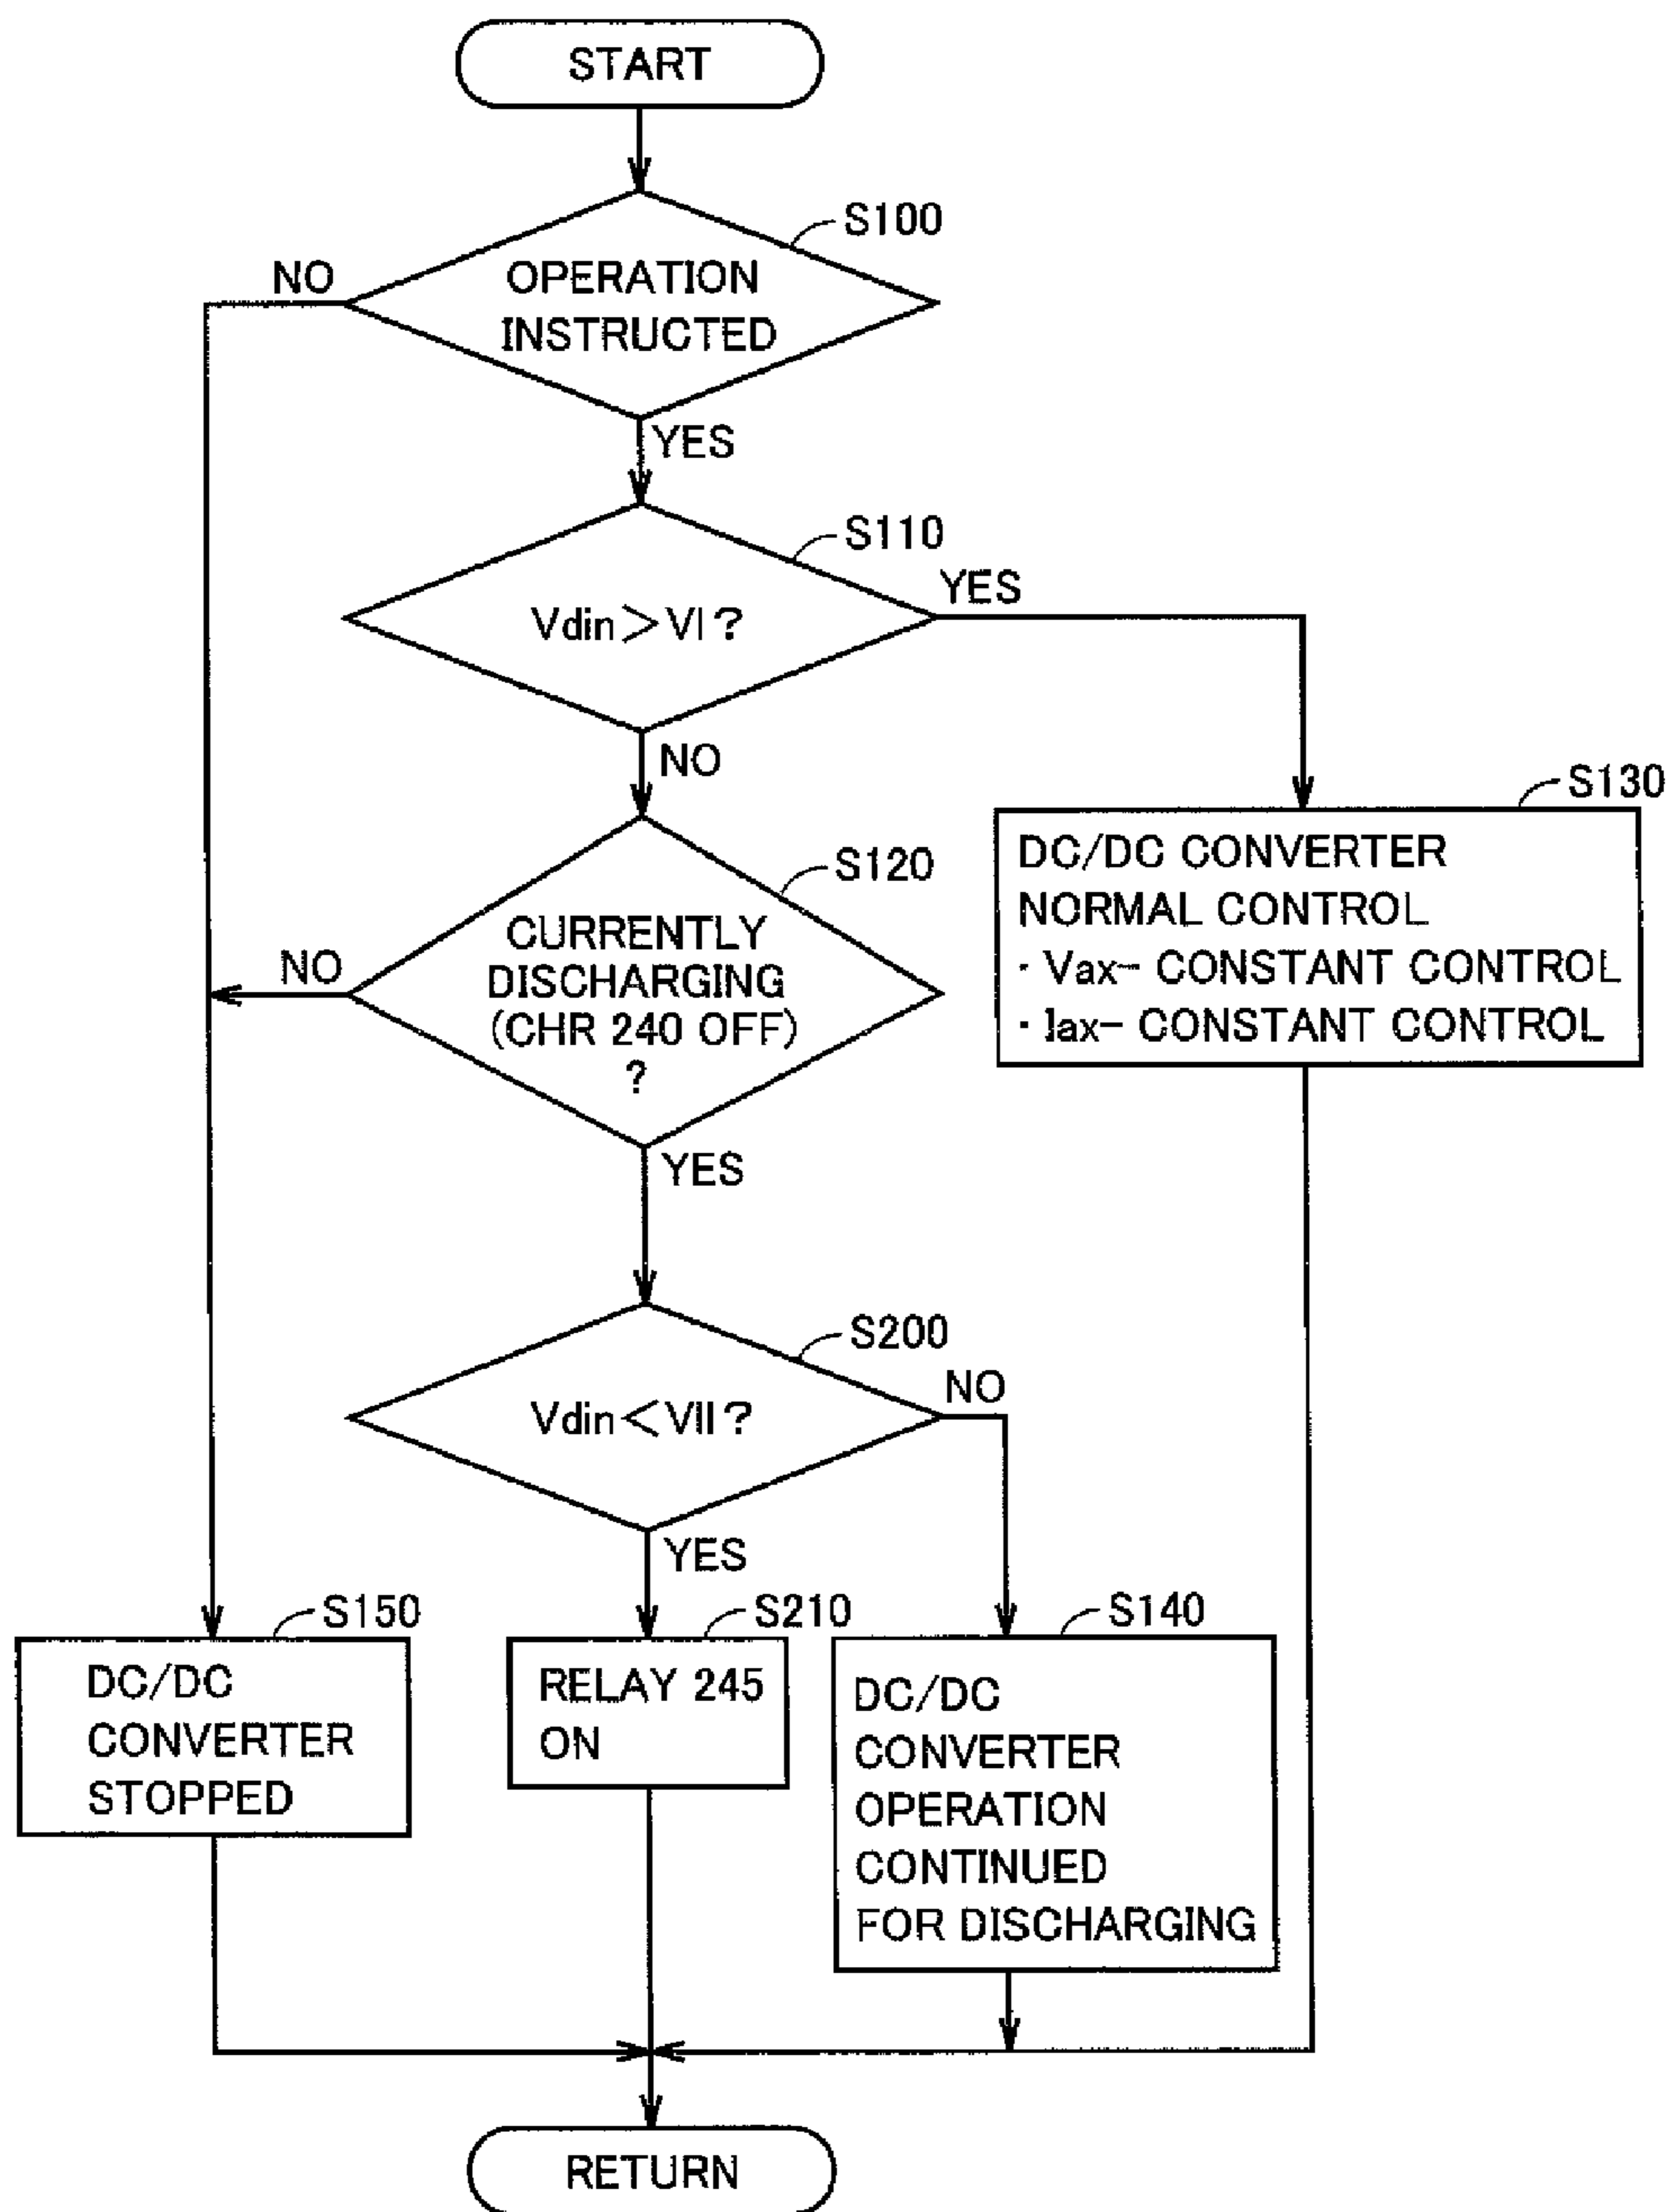 START
S100
NO
OPERATION
INSTRUCTED
YES
S110
YES
Vdin>VI?
NO
S130
DC/DC CONVERTER
NORMAL CONTROL
· Vax- CONSTANT CONTROL
· Iax- CONSTANT CONTROL
S120
NO
CURRENTLY
DISCHARGING
(CHR 240 OFF)
?
YES
S200
NO
Vdin<VII?
YES
S150
DC/DC
CONVERTER
STOPPED
S210
RELAY 245
ON
S140
DC/DC
CONVERTER
OPERATION
CONTINUED
FOR DISCHARGING
RETURN